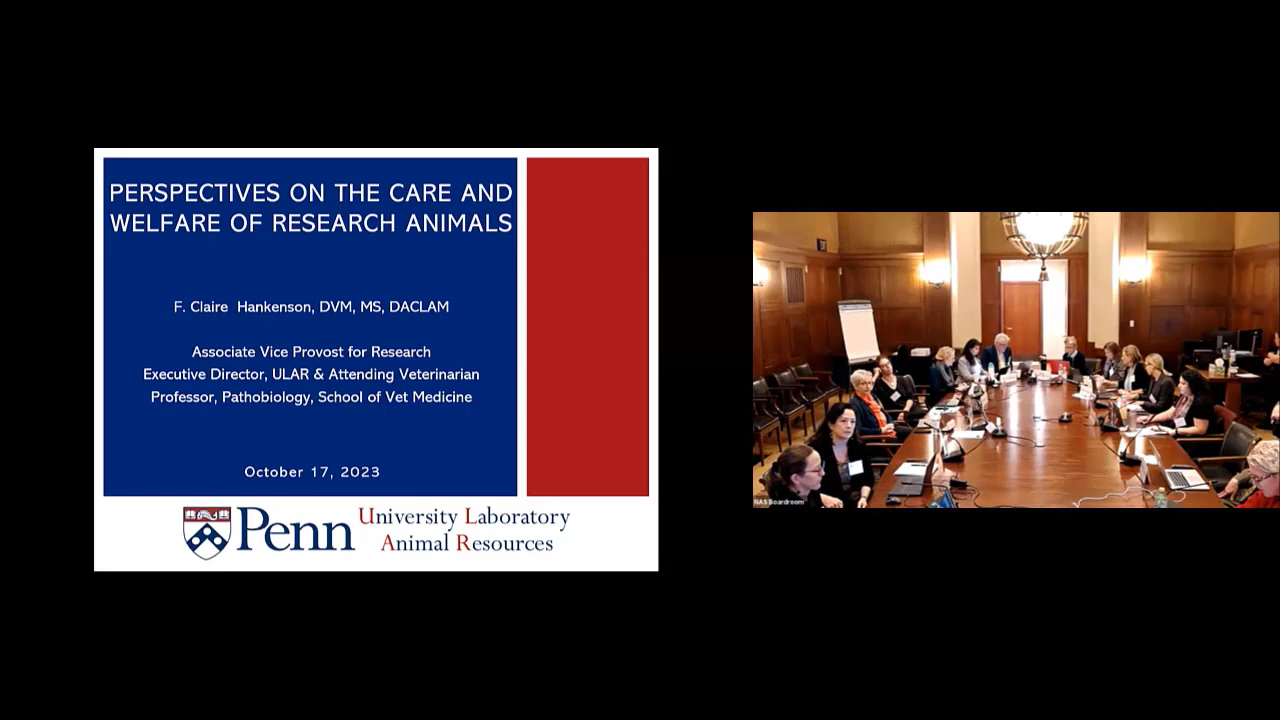 PERSPECTIVES ON THE CARE AND
WELFARE OF RESEARCH ANIMALS
F. Claire Hankenson, DVM, MS, DACLAM
Associate Vice Provost for Research
Executive Director, ULAR & Attending Veterinarian
Professor, Pathobiology, School of Vet Medicine
October 17, 2023
Penn
University Laboratory
Animal Resources
NAS Boardroom